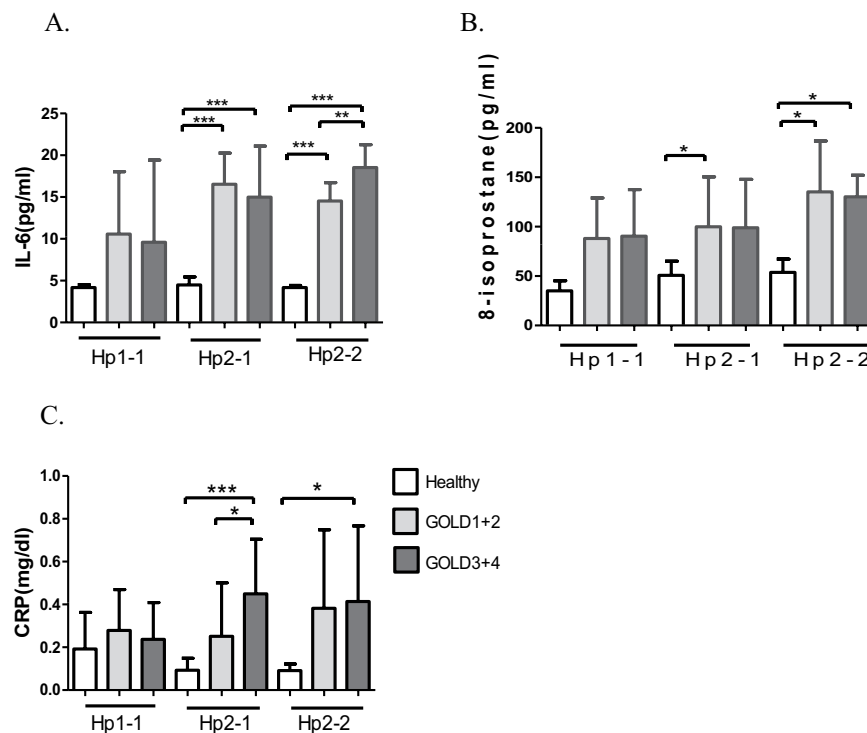 A.
IL-6(pg/ml)
25
20
15
10
5
0
***
***
***
**
***
Hp1-1
Hp2-1
Hp2-2
B.
8-isoprostane(pg/ml)
200
150
100
50
0
*
*
*
Hp1-1
Hp2-1
Hp2-2
C.
CRP(mg/dl)
1.0
0.8
0.6
0.4
0.2
0.0
***
*
*
Hp1-1
Hp2-1
Hp2-2
Healthy
GOLD1+2
GOLD3+4